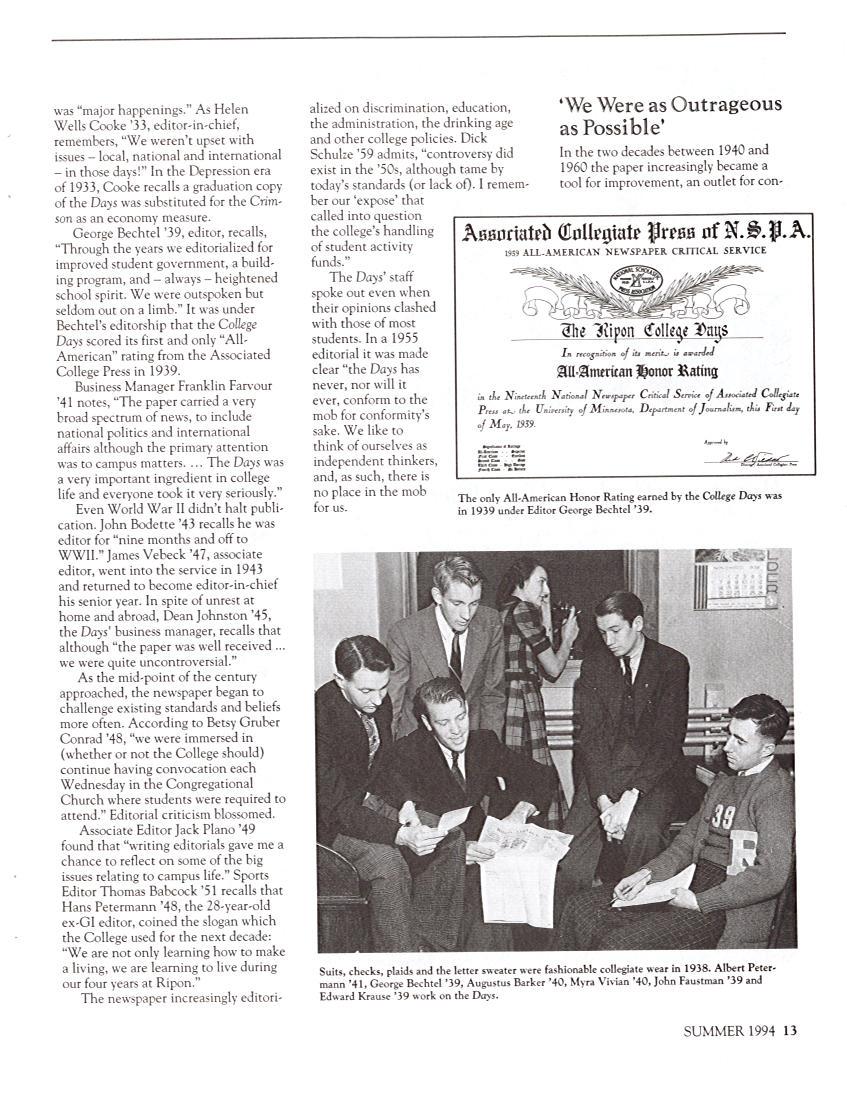 was “major happenings.” As Helen
Wells Cooke ’33, editor-in-chief,
remembers, “We weren’t upset with
issues – local, national and international
– in those days!” In the Depression era
of 1933, Cooke recalls a graduation copy
of the Days was substituted for the Crim-
son as an economy measure.
George Bechtel ’39, editor, recalls,
“Through the years we editorialized for
improved student government, a build-
ing program, and – always – heightened
school spirit. We were outspoken but
seldom out on a limb.” It was under
Bechtel’s editorship that the College
Days scored its first and only “All-
American” rating from the Associated
College Press in 1939.
Business Manager Franklin Farvour
’41 notes, “The paper carried a very
broad spectrum of news, to include
national politics and international
affairs although the primary attention
was to campus matters. … The Days was
a very important ingredient in college
life and everyone took it very seriously.”
Even World War II didn’t halt publi-
cation. John Bodette ’43 recalls he was
editor for “nine months and off to
WWII.” James Vebeck ’47, associate
editor, went into the service in 1943
and returned to become editor-in-chief
his senior year. In spite of unrest at
home and abroad, Dean Johnston ’45,
the Days’ business manager, recalls that
although “the paper was well received ...
we were quite uncontroversial.”
As the mid-point of the century
approached, the newspaper began to
challenge existing standards and beliefs
more often. According to Betsy Gruber
Conrad ’48, “we were immersed in
(whether or not the College should)
continue having convocation each
Wednesday in the Congregational
Church where students were required to
attend.” Editorial criticism blossomed.
Associate Editor Jack Plano ’49
found that “writing editorials gave me a
chance to reflect on some of the big
issues relating to campus life.” Sports
Editor Thomas Babcock ’51 recalls that
Hans Petermann ’48, the 28-year-old
ex-GI editor, coined the slogan which
the College used for the next decade:
“We are not only learning how to make
a living, we are learning to live during
our four years at Ripon.”
The newspaper increasingly editori-
alized on discrimination, education,
the administration, the drinking age
and other college policies. Dick
Schulze ’59 admits, “controversy did
exist in the ’50s, although tame by
today’s standards (or lack of). I remem-
ber our ‘expose’ that
called into question
the college’s handling
of student activity
funds.”
The Days’ staff
spoke out even when
their opinions clashed
with those of most
students. In a 1955
editorial it was made
clear “the Days has
never, nor will it
ever, conform to the
mob for conformity’s
sake. We like to
think of ourselves as
independent thinkers,
and, as such, there is
no place in the mob
for us.
‘We Were as Outrageous
as Possible’
In the two decades between 1940 and
1960 the paper increasingly became a
tool for improvement, an outlet for con-
Associated Collegiate Press of N.S.P.A.
1939 ALL-AMERICAN NEWSPAPER CRITICAL SERVICE
NATIONAL SCHOLASTIC
PRESS ASSOCIATION
The Ripon College Days
In recognition of its merit is awarded
All-American Honor Rating
in the Nineteenth National Newspaper Critical Service of Associated Collegiate
Press at the University of Minnesota, Department of Journalism, this First day
of May, 1939.
Approved by
The only All-American Honor Rating earned by the College Days was
in 1939 under Editor George Bechtel ’39.
39
R
Suits, checks, plaids and the letter sweater were fashionable collegiate wear in 1938. Albert Peter-
mann ’41, George Bechtel ’39, Augustus Barker ’40, Myra Vivian ’40, John Faustman ’39 and
Edward Krause ’39 work on the Days.
SUMMER 1994 13